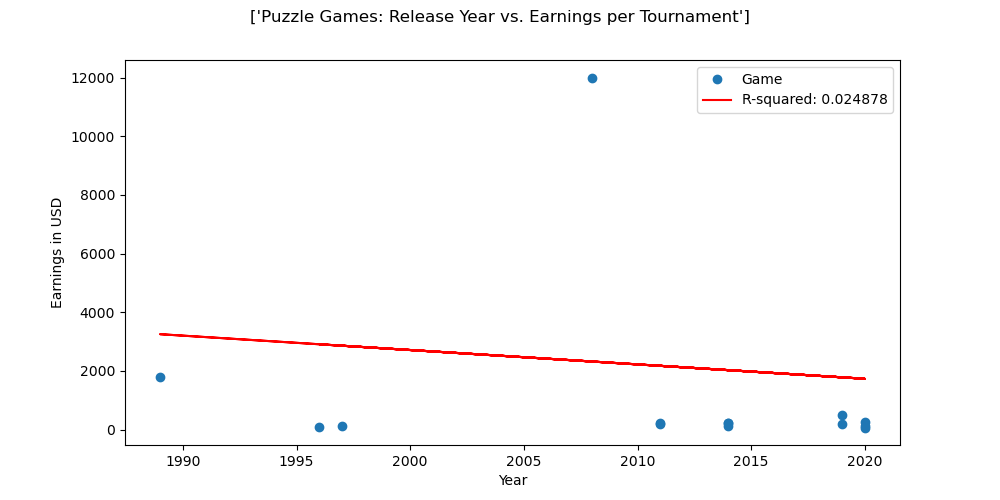 ['Puzzle Games: Release Year vs. Earnings per Tournament']
Game
R-squared: 0.024878
12000
10000
8000
6000
4000
2000
0
Earnings in USD
1990
1995
2000
2005
2010
2015
2020
Year